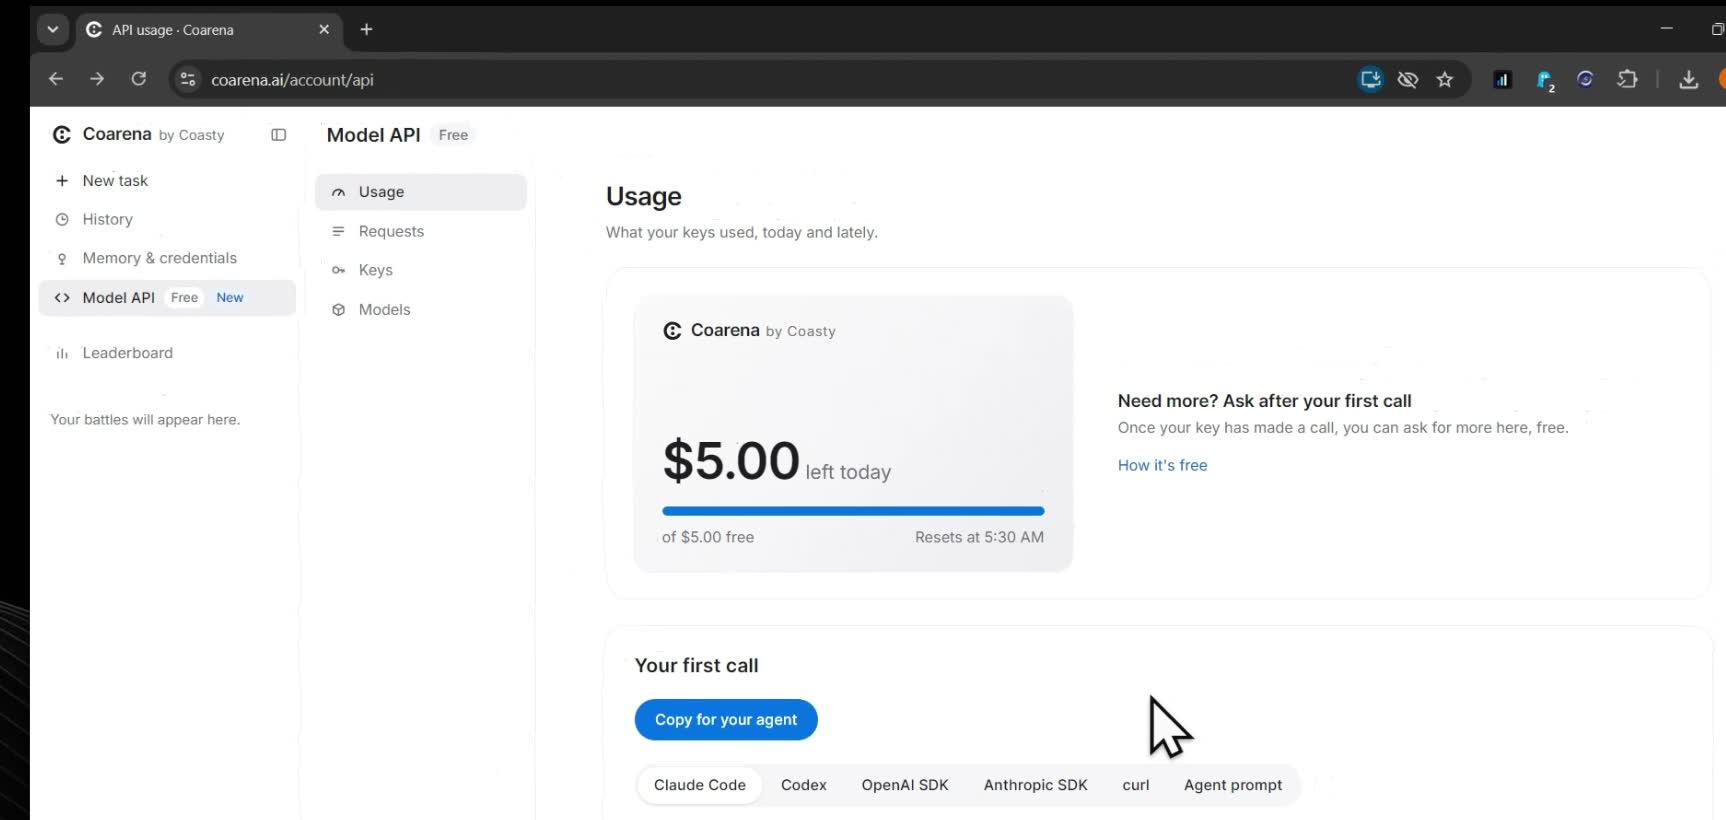 API usage · Coarena
coarena.ai/account/api
2
Coarena by Coasty
New task
History
Memory & credentials
Model API Free New
Leaderboard
Your battles will appear here.
Model API Free
Usage
Requests
Keys
Models
Usage
What your keys used, today and lately.
Coarena by Coasty
$5.00 left today
of $5.00 free
Resets at 5:30 AM
Need more? Ask after your first call
Once your key has made a call, you can ask for more here, free.
How it's free
Your first call
Copy for your agent
Claude Code Codex OpenAI SDK Anthropic SDK curl Agent prompt